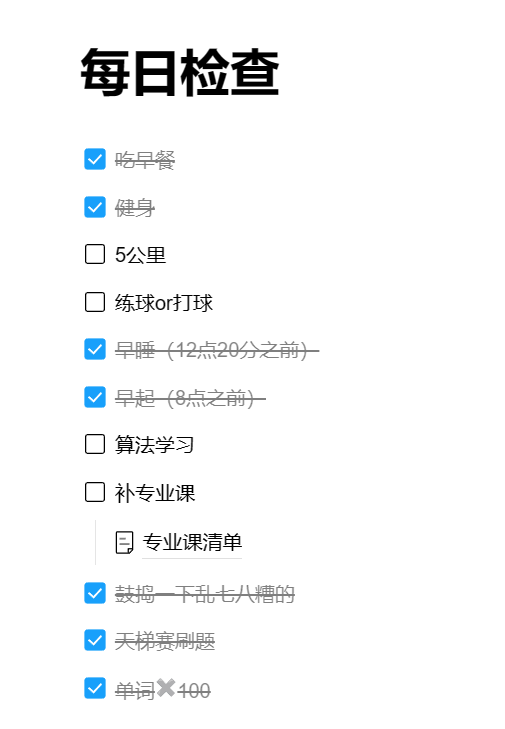 每日检查
吃早餐
健身
5公里
练球or打球
早睡（12点20分之前）
早起（8点之前）
算法学习
补专业课
专业课清单
鼓捣一下乱七八糟的
天梯赛刷题
单词✖100